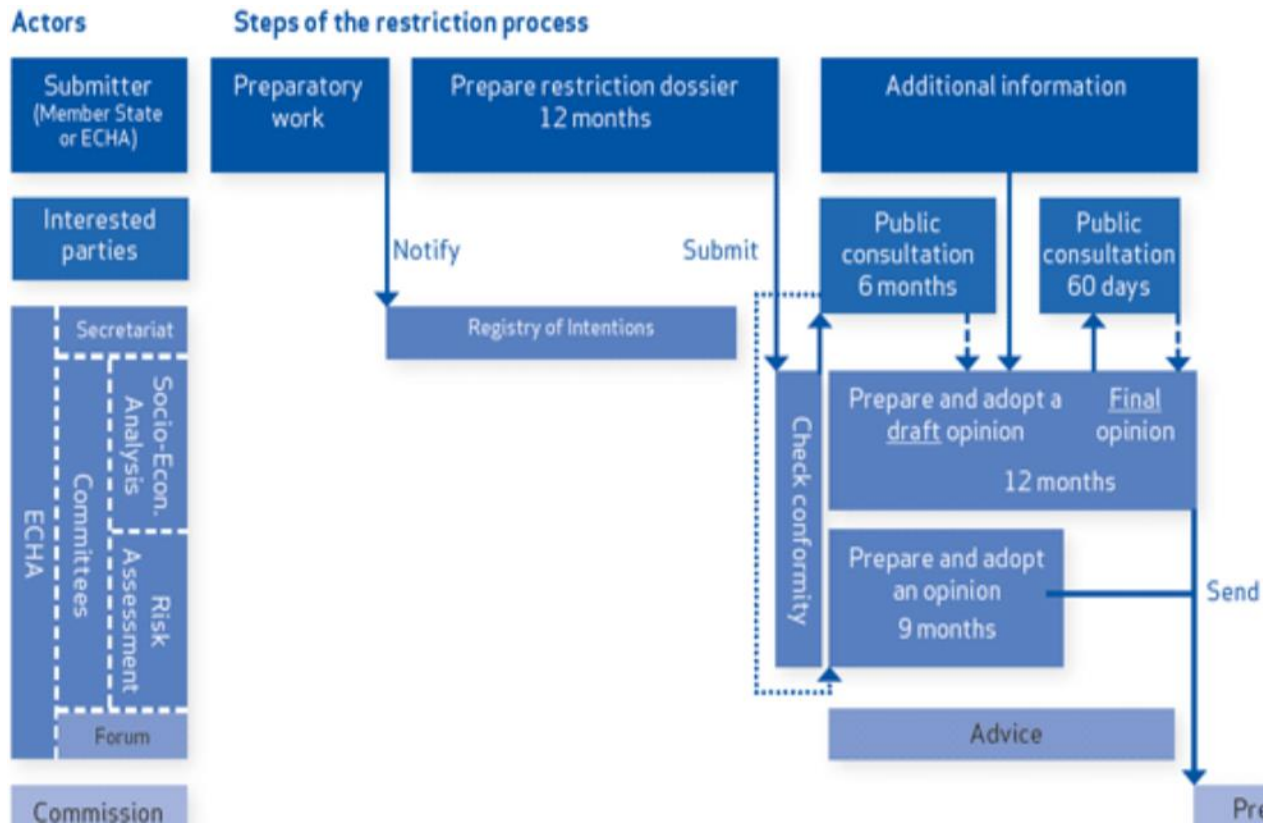 Actors
Steps of the restriction process
Submitter
(Member State
or ECHA)
Preparatory
work
Prepare restriction dossier
12 months
Additional information
Interested
parties
Notify
Submit
Public
consultation
6 months
Public
consultation
60 days
Secretariat
Registry of Intentions
ECHA
Committees
Socio-Econ.
Analysis
Risk
Assessment
Forum
Check conformity
Prepare and adopt a
draft opinion
Final
opinion
12 months
Prepare and adopt
an opinion
9 months
Send
Advice
Commission
Pre